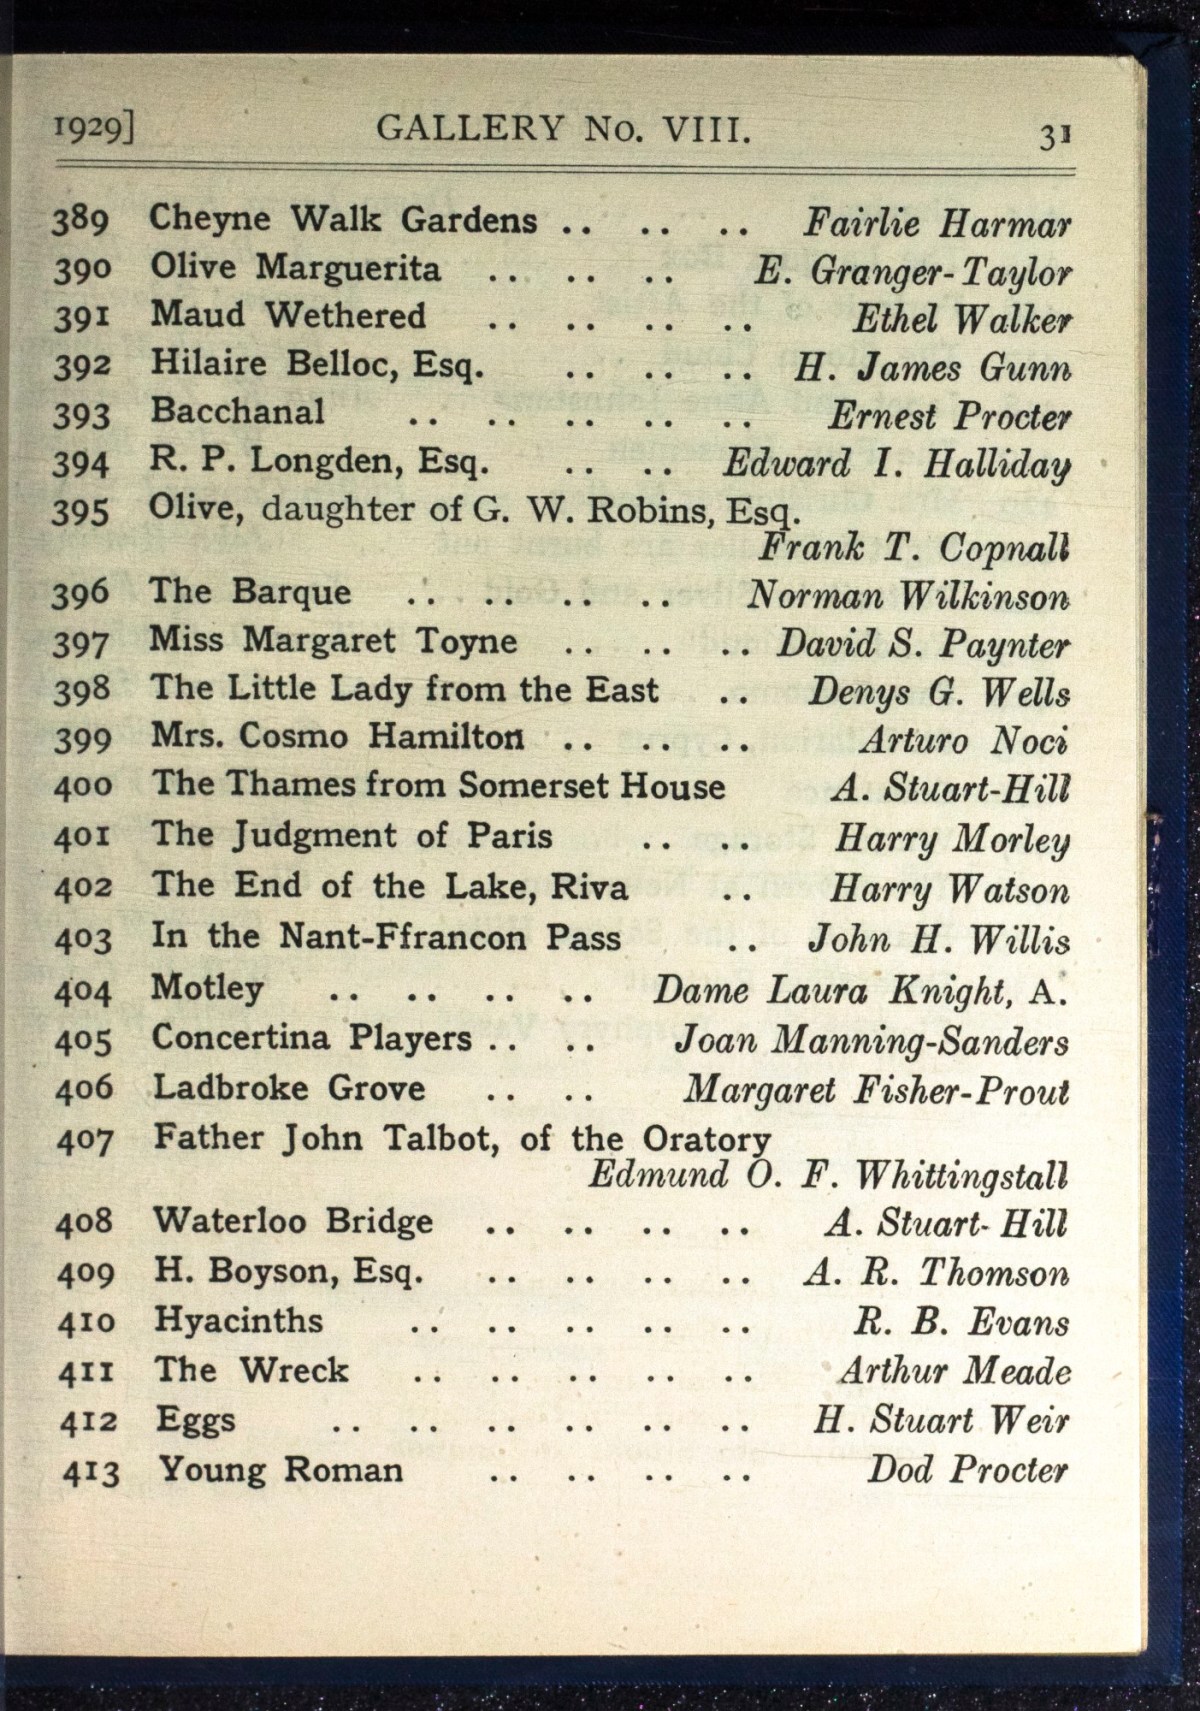 1929] GALLERY No. VIII. 31
389 Cheyne Walk Gardens .. .. .. Fairlie Harmar
390 Olive Marguerita .. .. .. E. Granger-Taylor
391 Maud Wethered .. .. .. .. Ethel Walker
392 Hilaire Belloc, Esq. .. .. .. H. James Gunn
393 Bacchanal .. .. .. .. .. Ernest Procter
394 R. P. Longden, Esq. .. .. Edward I. Halliday
395 Olive, daughter of G. W. Robins, Esq.
Frank T. Copnall
396 The Barque .. .. .. .. Norman Wilkinson
397 Miss Margaret Toyne .. .. .. David S. Paynter
398 The Little Lady from the East .. Denys G. Wells
399 Mrs. Cosmo Hamilton .. .. .. Arturo Noci
400 The Thames from Somerset House A. Stuart-Hill
401 The Judgment of Paris .. .. Harry Morley
402 The End of the Lake, Riva .. Harry Watson
403 In the Nant-Ffrancon Pass .. John H. Willis
404 Motley .. .. .. .. Dame Laura Knight, A.
405 Concertina Players .. .. Joan Manning-Sanders
406 Ladbroke Grove .. .. Margaret Fisher-Prout
407 Father John Talbot, of the Oratory
Edmund O. F. Whittingstall
408 Waterloo Bridge .. .. .. .. A. Stuart-Hill
409 H. Boyson, Esq. .. .. .. .. A. R. Thomson
410 Hyacinths .. .. .. .. .. R. B. Evans
411 The Wreck .. .. .. .. .. Arthur Meade
412 Eggs .. .. .. .. .. .. H. Stuart Weir
413 Young Roman .. .. .. .. Dod Procter